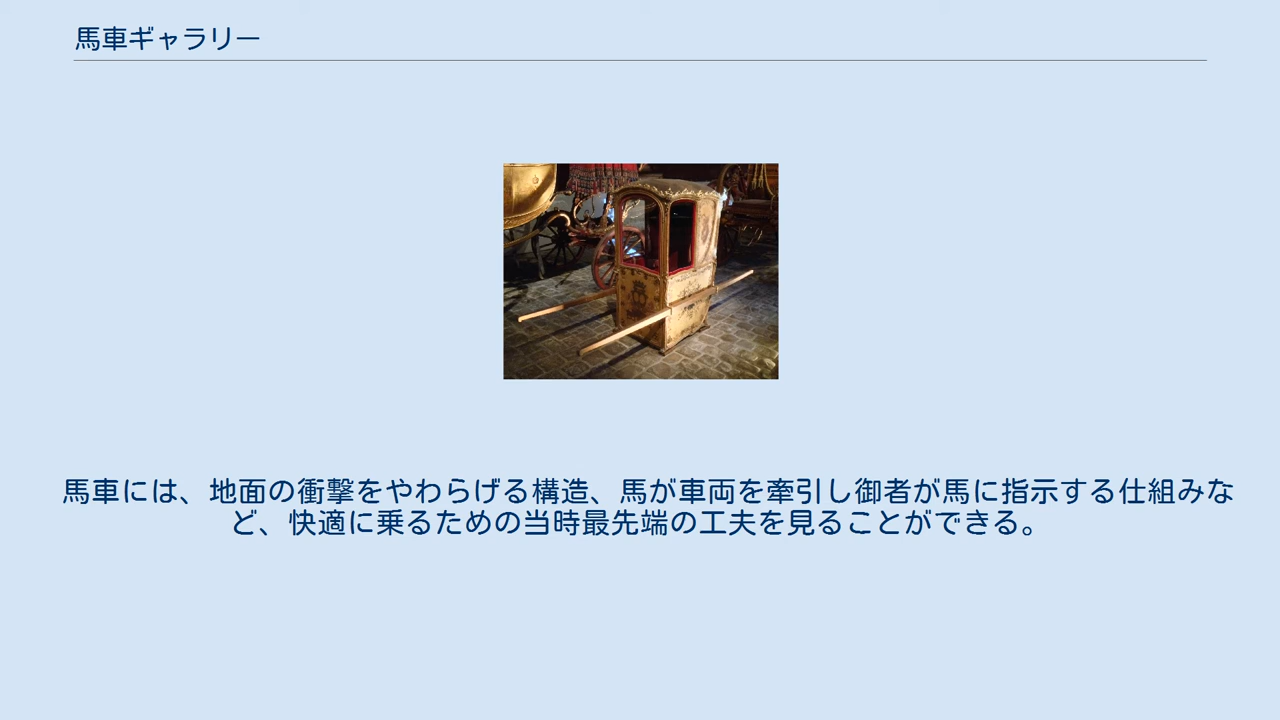 馬車ギャラリー
馬車には、地面の衝撃をやわらげる構造、馬が車両を牽引し御者が馬に指示する仕組みな
ど、快適に乗るための当時最先端の工夫を見ることができる。